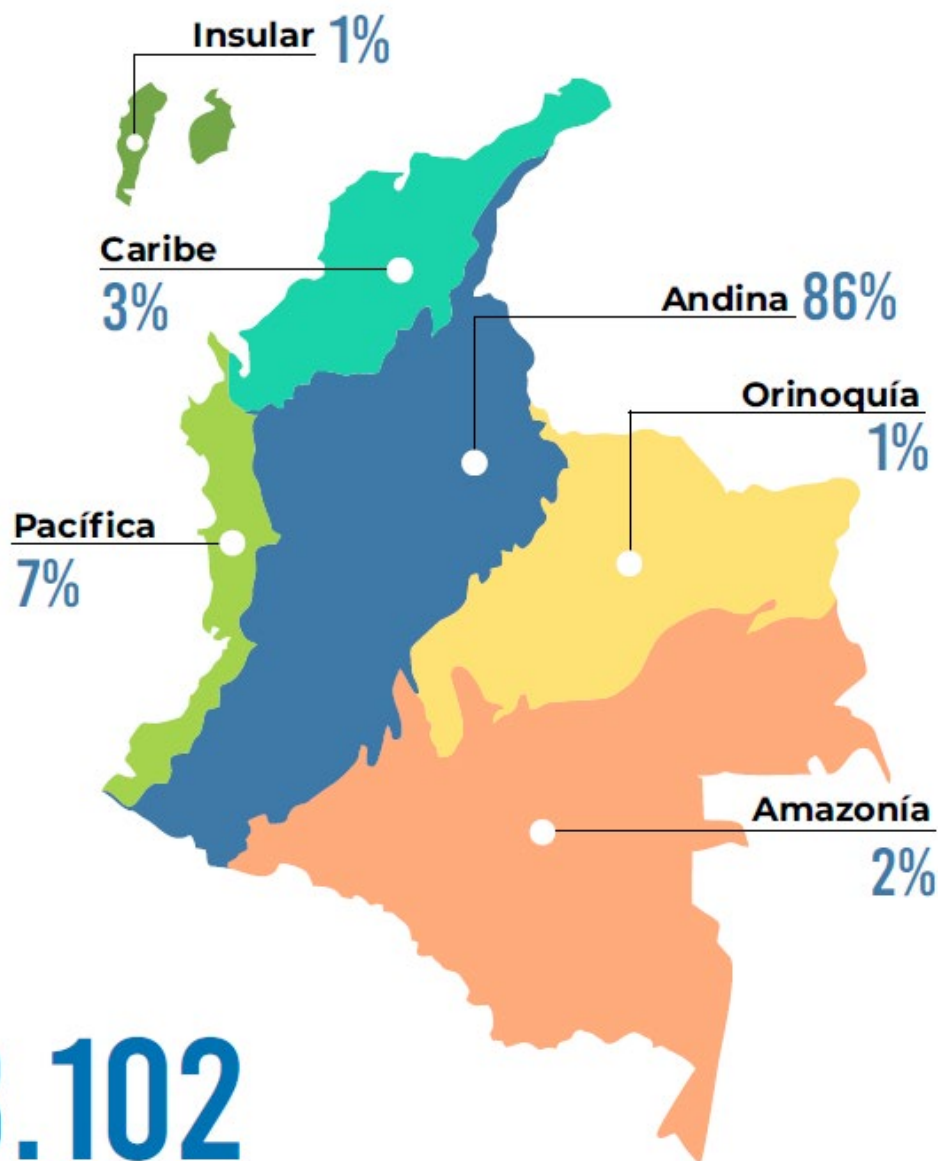 Insular 1%
Caribe
3%
Andina 86%
Orinoquía
1%
Pacífica
7%
Amazonía
2%
.102